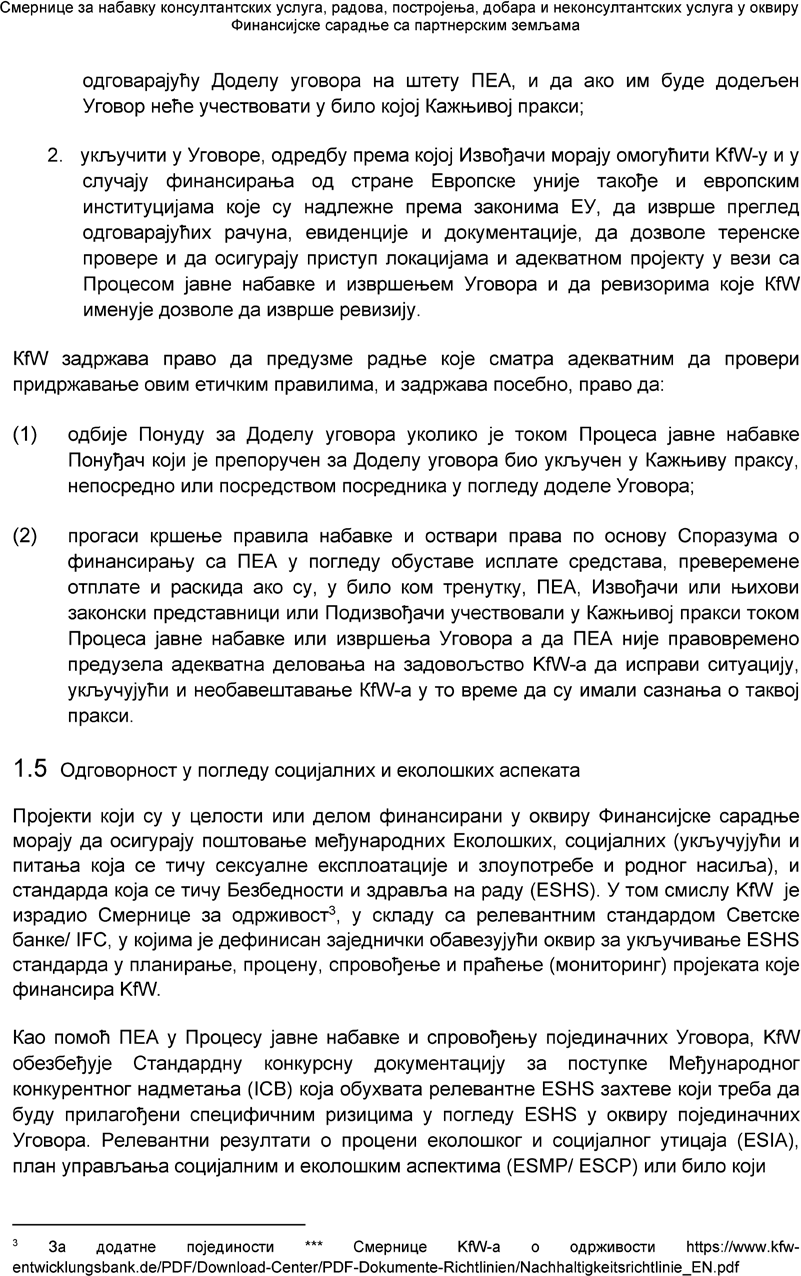 Смернице за набавку консултантских услуга, радова, постројења, добара и неконсултантских услуга у оквиру
Финансијске сарадње са партнерским земљама
одговарајућу Доделу уговора на штету ПЕА, и да ако им буде додељен
Уговор неће учествовати у било којој Кажњивој пракси;
2. укључити у Уговоре, одредбу према којој Извођачи морају омогућити KfW-у и у
случају финансирања од стране Европске уније такође и европским
институцијама које су надлежне према законима ЕУ, да изврше преглед
одговарајућих рачуна, евиденције и документације, да дозволе теренске
провере и да осигурају приступ локацијама и адекватном пројекту у вези са
Процесом јавне набавке и извршењем Уговора и да ревизорима које KfW
именује дозволе да изврше ревизију.
KfW задржава право да предузме радње које сматра адекватним да провери
придржавање овим етичким правилима, и задржава посебно, право да:
(1) одбије Понуду за Доделу уговора уколико је током Процеса јавне набавке
Понуђач који је препоручен за Доделу уговора био укључен у Кажњиву праксу,
непосредно или посредством посредника у погледу доделе Уговора;
(2) прогаси кршење правила набавке и оствари права по основу Споразума о
финансирању са ПЕА у погледу обуставе исплате средстава, превремене
отплате и раскида ако су, у било ком тренутку, ПЕА, Извођачи или њихови
законски представници или Подизвођачи учествовали у Кажњивој пракси током
Процеса јавне набавке или извршења Уговора а да ПЕА није правовремено
предузела адекватна деловања на задовољство KfW-а да исправи ситуацију,
укључујући и необавештавање KfW-а у то време да су имали сазнања о таквој
пракси.
1.5 Одговорност у погледу социјалних и еколошких аспеката
Пројекти који су у целости или делом финансирани у оквиру Финансијске сарадње
морају да осигурају поштовање међународних Еколошких, социјалних (укључујући и
питања која се тичу сексуалне експлоатације и злоупотребе и родног насиља), и
стандарда која се тичу Безбедности и здравља на раду (ESHS). У том смислу KfW је
израдио Смернице за одрживост³, у складу са релевантним стандардом Светске
банке/ IFC, у којима је дефинисан заједнички обавезујући оквир за укључивање ESHS
стандарда у планирање, процену, спровођење и праћење (мониторинг) пројеката које
финансира KfW.
Као помоћ ПЕА у Процесу јавне набавке и спровођењу појединачних Уговора, KfW
обезбеђује Стандардну конкурсну документацију за поступке Међународног
конкурентног надметања (ICB) која обухвата релевантне ESHS захтеве који треба да
буду прилагођени специфичним ризицима у погледу ESHS у оквиру појединачних
Уговора. Релевантни резултати о процени еколошког и социјалног утицаја (ESIA),
план управљања социјалним и еколошким аспектима (ESMP/ ESCP) или било који
³ За додатне појединости *** Смернице KfW-а о одрживости https://www.kfw-
entwicklungsbank.de/PDF/Download-Center/PDF-Dokumente-Richtlinien/Nachhaltigkeitsrichtlinie_EN.pdf